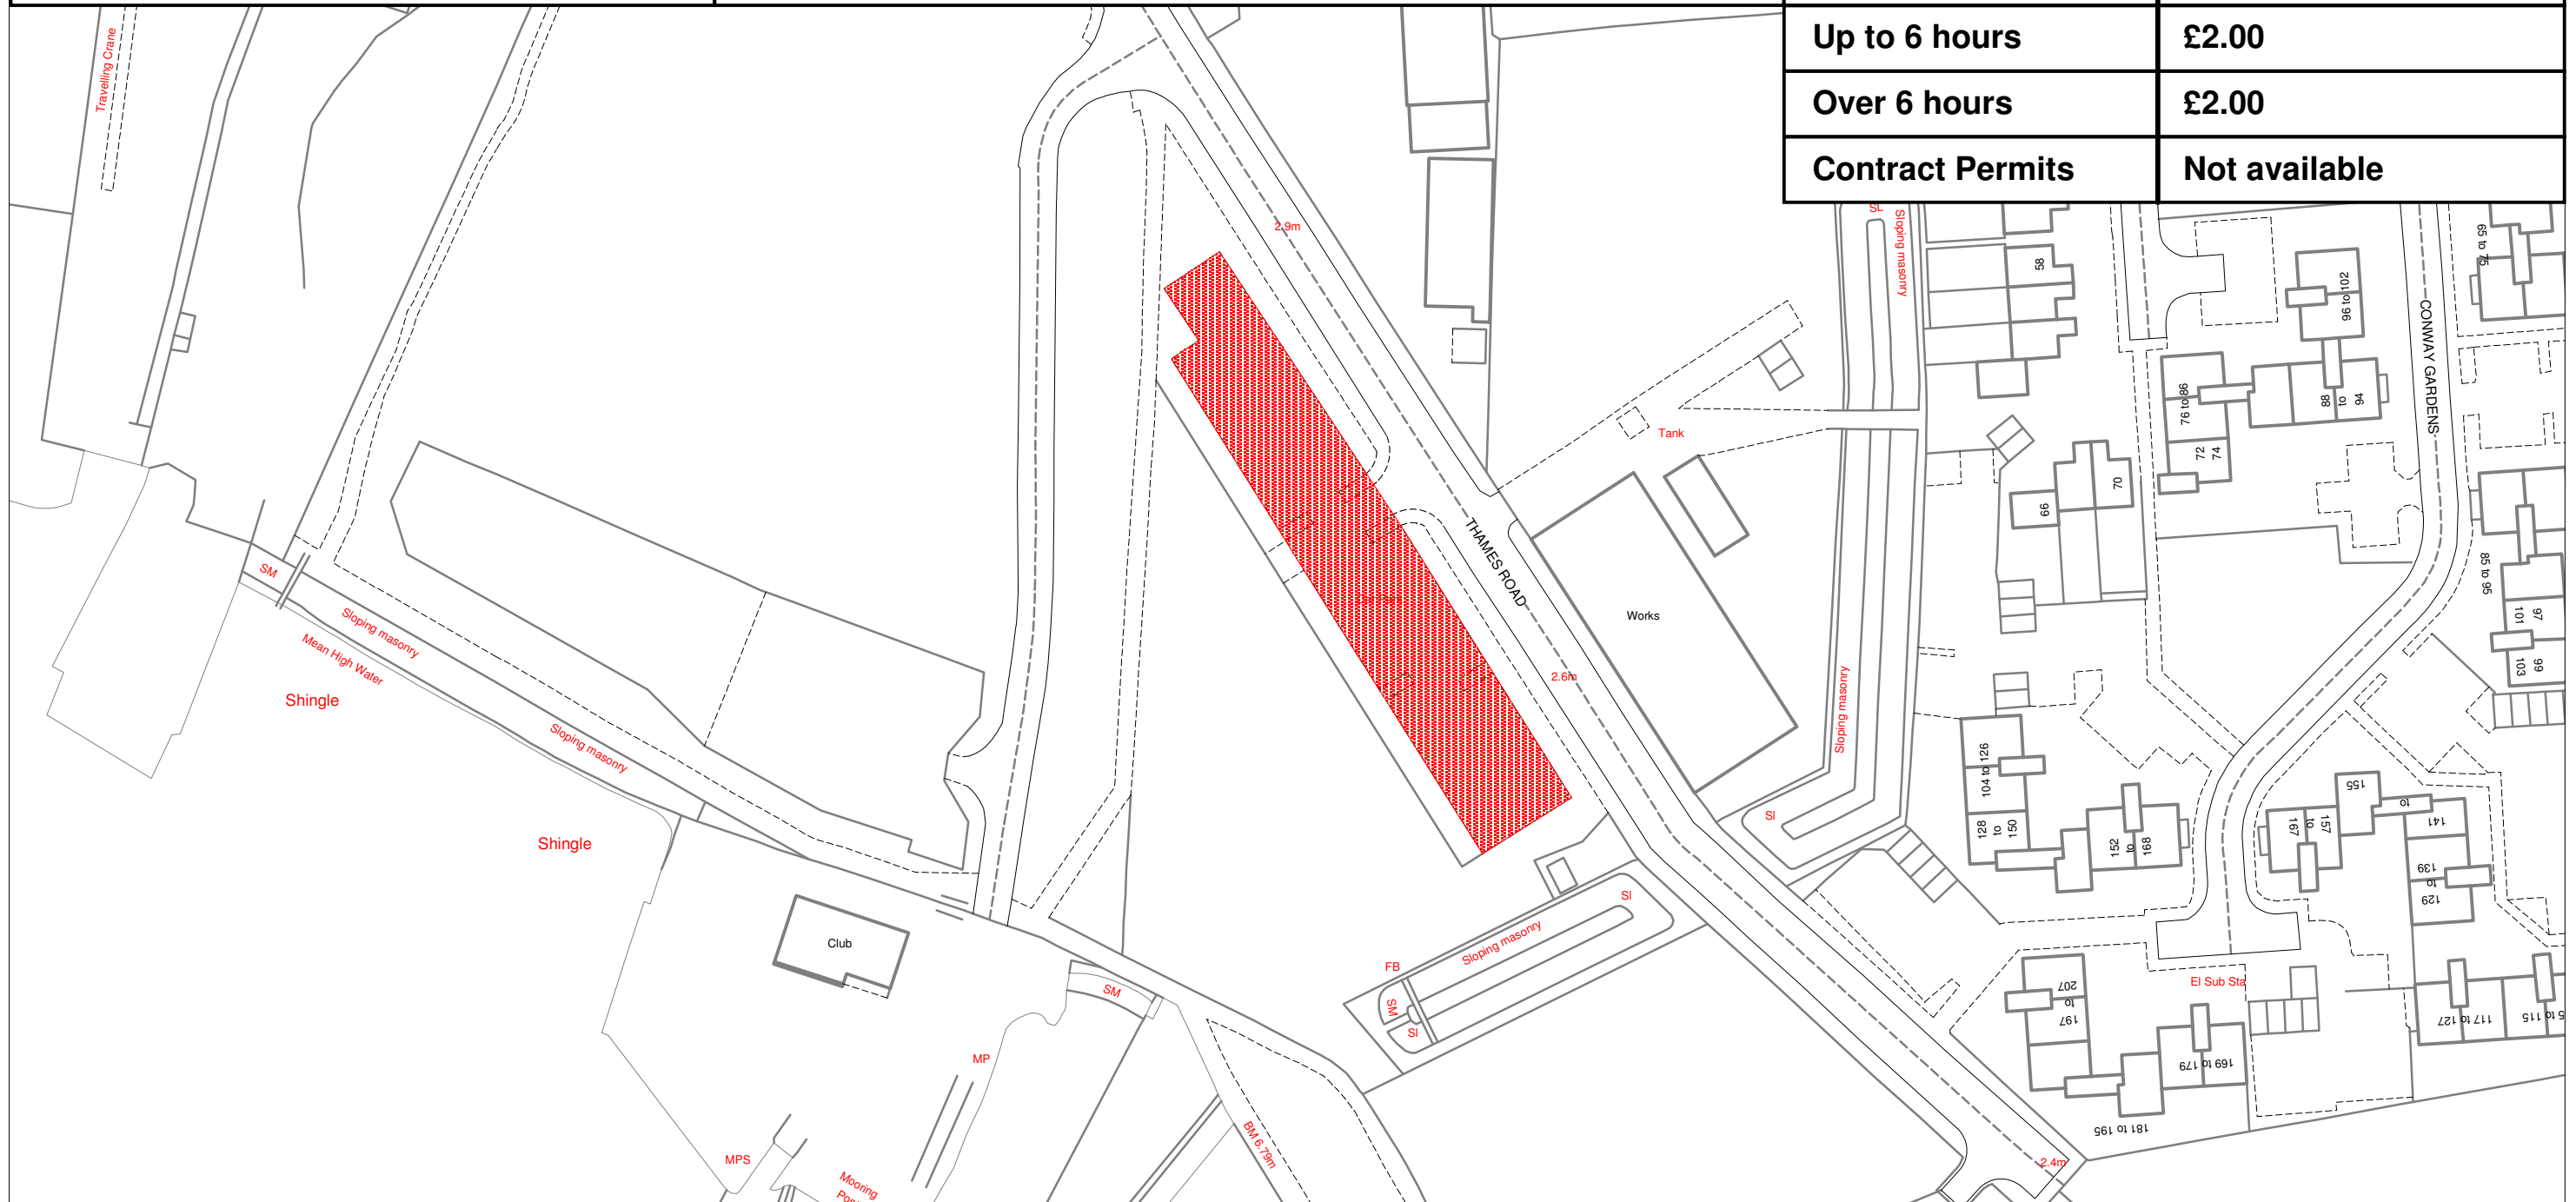 Up to 6 hours £2.00
Over 6 hours £2.00
Contract Permits Not available
Travelling Crane
2.9m
SL
Sloping masonry
58
65 to 75
96 to 102
CONWAY GARDENS
76 to 86
88
to
94
72
74
Tank
70
66
THAMES ROAD
SM
Sloping masonry
Mean High Water
Shingle
Works
85 to 95
97
101
99
103
2.6m
Sloping masonry
Sloping masonry
104 to 126
128
to
150
152
to
168
155
to
141
167
to
157
139
to
129
Shingle
Sl
Club
Sl
Sloping masonry
FB
SM
SM
Sl
El Sub Sta
207
to
197
127 to 117
115 to
179 to 169
195 to 181
MP
BM 6.79m
MPS
Mooring
2.4m